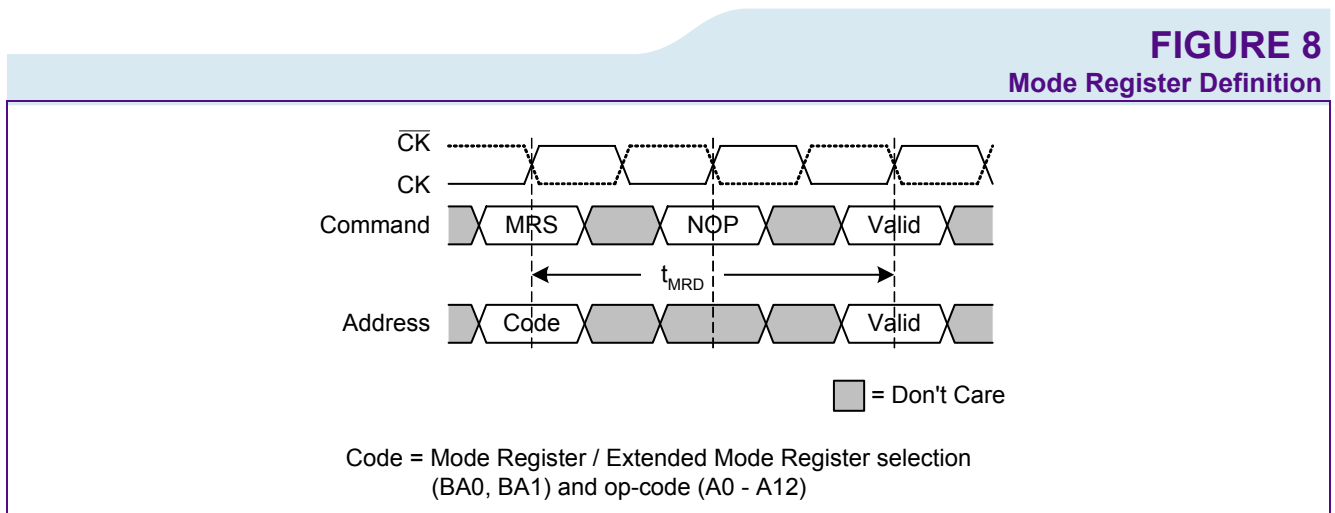 FIGURE 8
Mode Register Definition
CK
CK
Command MRS NOP Valid
tMRD
Address Code Valid
= Don't Care
Code = Mode Register / Extended Mode Register selection
(BA0, BA1) and op-code (A0 - A12)